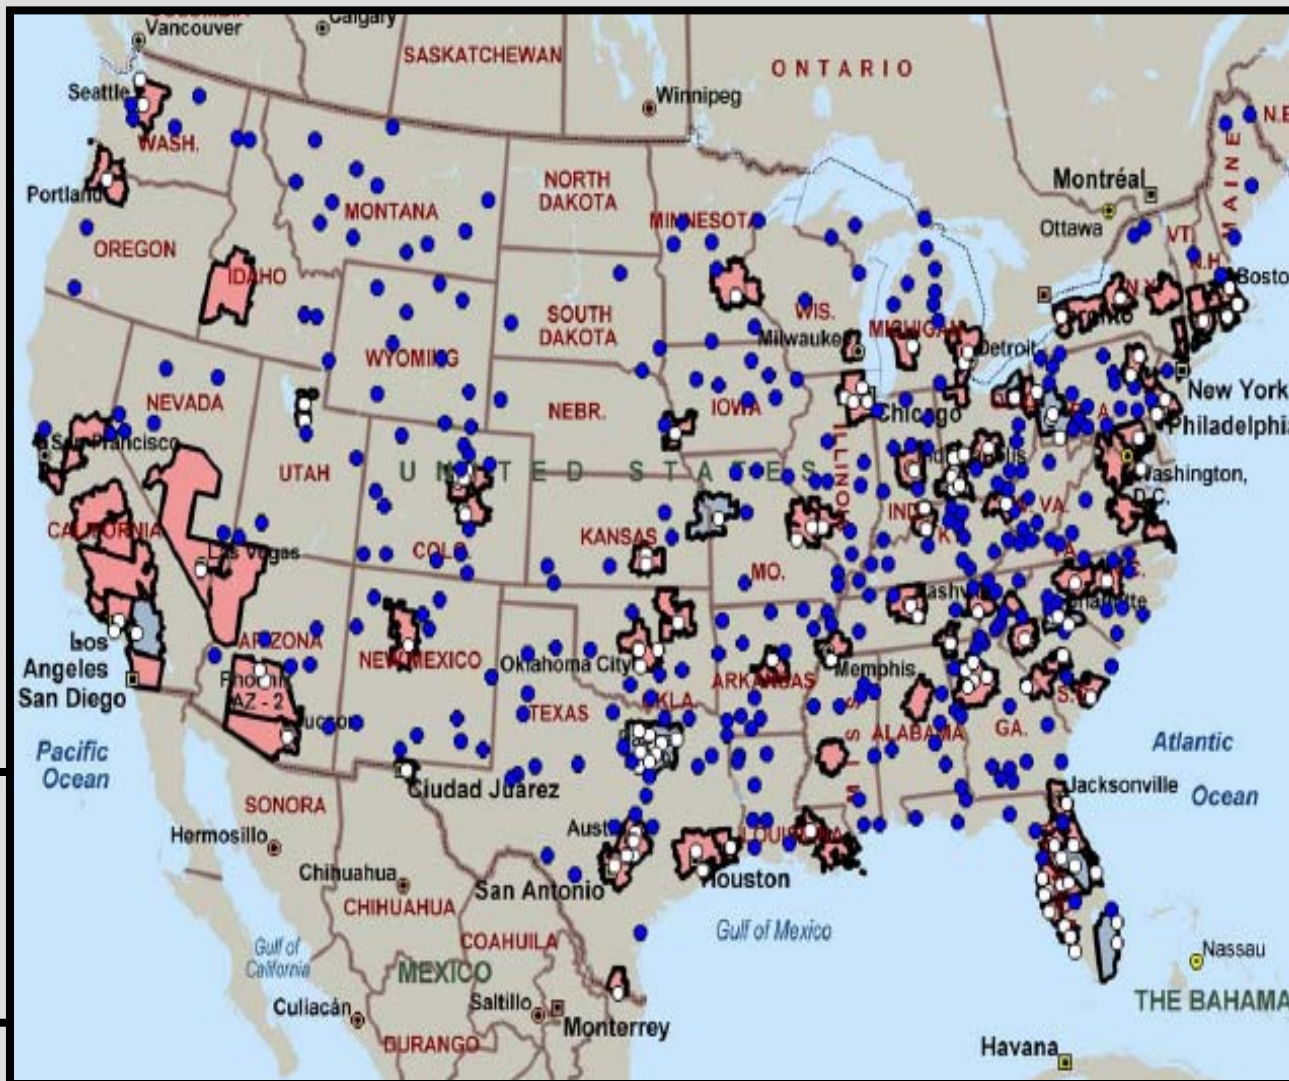 COLUMBIA
Vancouver
Calgary
SASKATCHEWAN
ONTARIO
Winnipeg
Seattle
WASH.
Portland
OREGON
IDAHO
MONTANA
NORTH
DAKOTA
MINNESOTA
SOUTH
DAKOTA
WIS.
MICHIGAN
Milwaukee
Detroit
Montréal
Ottawa
MAINE
VT.
N.H.
N.Y.
Toronto
WYOMING
NEBR.
IOWA
Chicago
ILLINOIS
New York
Philadelphia
NEVADA
San Francisco
UTAH
UNITED STATES
Washington,
D.C.
CALIFORNIA
Las Vegas
COLO.
KANSAS
MO.
IND.
VA.
Los
Angeles
San Diego
ARIZONA
Phoenix
AZ - 2
Tucson
NEW MEXICO
Oklahoma City
OKLA.
TEXAS
ARKANSAS
Memphis
Nashville
Charlotte
ALABAMA
GA.
S.C.
Pacific
Ocean
Atlantic
Ocean
SONORA
Ciudad Juárez
Hermosillo
Chihuahua
CHIHUAHUA
San Antonio
Houston
LOUISIANA
Jacksonville
Gulf of
California
COAHUILA
Gulf of Mexico
MEXICO
Culiacán
Saltillo
Monterrey
DURANGO
Nassau
THE BAHAMA
Havana